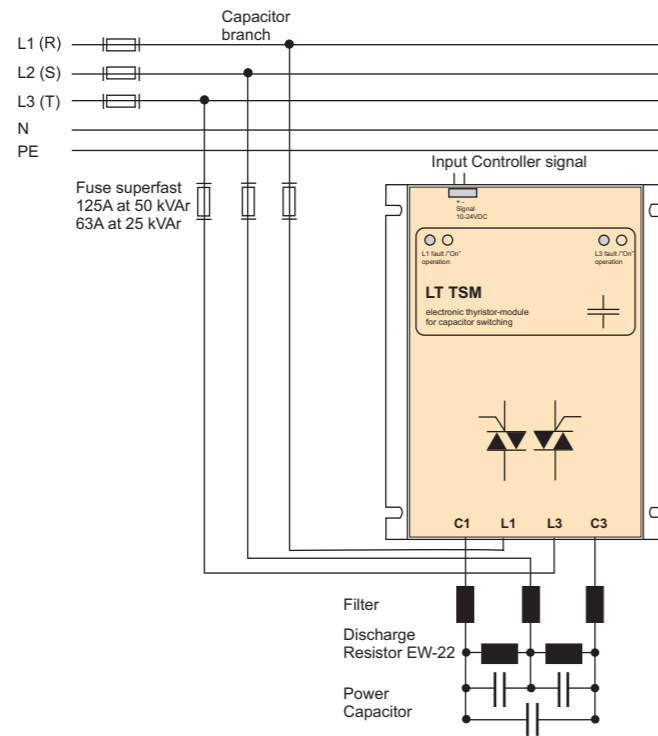 Capacitor
branch
L1 (R)
L2 (S)
L3 (T)
N
PE
Input Controller signal
Fuse superfast
125A at 50 kVAr
63A at 25 kVAr
+ -
Signal
10-24VDC
L1 fault /"On"
operation
L3 fault /"On"
operation
LT TSM
electronic thyristor-module
for capacitor switching
C1 L1 L3 C3
Filter
Discharge
Resistor EW-22
Power
Capacitor